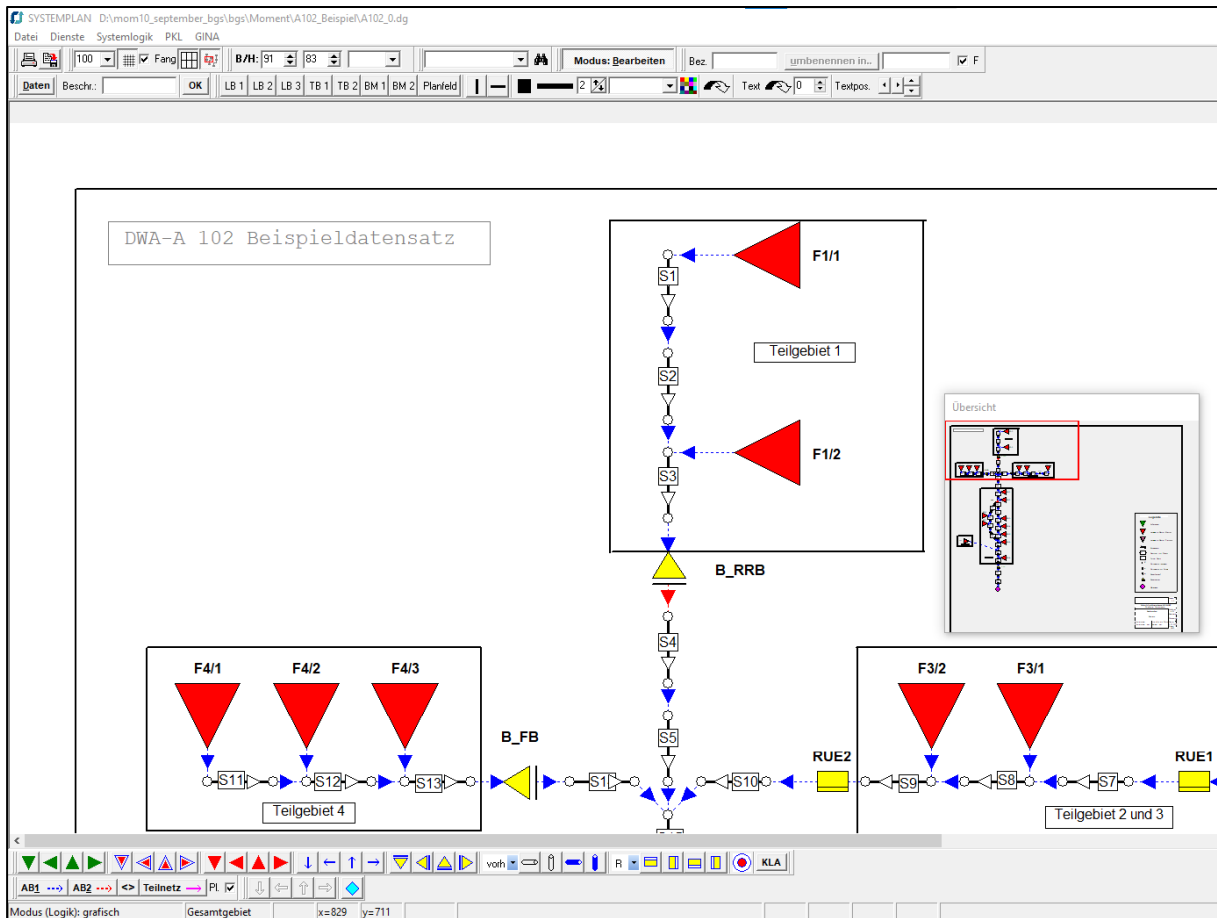 SYSTEMPLAN D:\mom10_september_bgs\bgs\Moment\A102_Beispiel\A102_0.dg
Datei Dienste Systemlogik PKL GINA
100 Fang B/H: 91 83 Modus: Bearbeiten Bez. umbenennen in.. F
Daten Beschr.: OK LB 1 LB 2 LB 3 TB 1 TB 2 BM 1 BM 2 Planfeld 2 Text 0 Textpos.
DWA-A 102 Beispieldatensatz
F1/1
S1
Teilgebiet 1
S2
Übersicht
F1/2
S3
B_RRB
S4
F4/1 F4/2 F4/3 F3/2 F3/1
B_FB S5
RUE2 RUE1
S11 S12 S13 S1 S10 S9 S8 S7
Teilgebiet 4 Teilgebiet 2 und 3
vorh R KLA
AB1 AB2 <> Teilnetz Pl.
Modus (Logik): grafisch Gesamtgebiet x=829 y=711